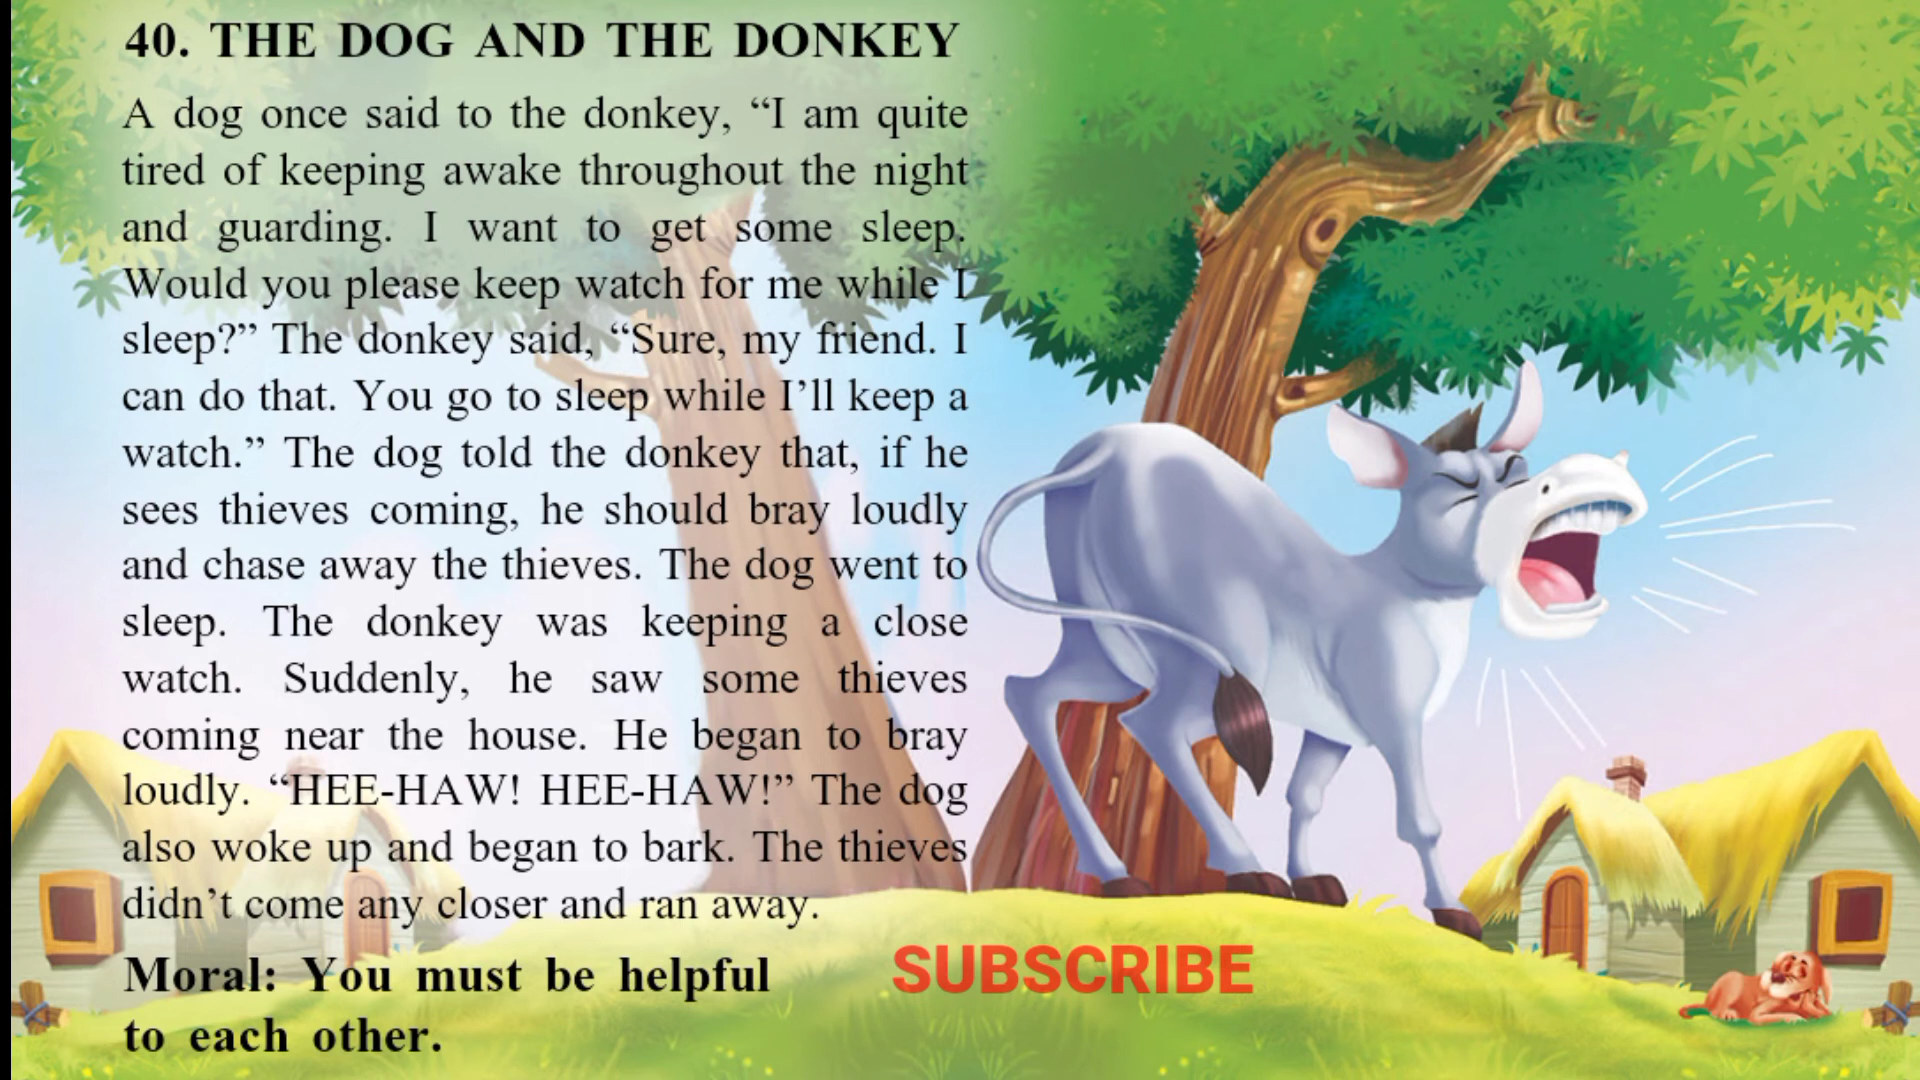 40. THE DOG AND THE DONKEY
A dog once said to the donkey, “I am quite
tired of keeping awake throughout the night
and guarding. I want to get some sleep.
Would you please keep watch for me while I
sleep?” The donkey said, “Sure, my friend. I
can do that. You go to sleep while I’ll keep a
watch.” The dog told the donkey that, if he
sees thieves coming, he should bray loudly
and chase away the thieves. The dog went to
sleep. The donkey was keeping a close
watch. Suddenly, he saw some thieves
coming near the house. He began to bray
loudly. “HEE-HAW! HEE-HAW!” The dog
also woke up and began to bark. The thieves
didn’t come any closer and ran away.
Moral: You must be helpful
to each other.
SUBSCRIBE